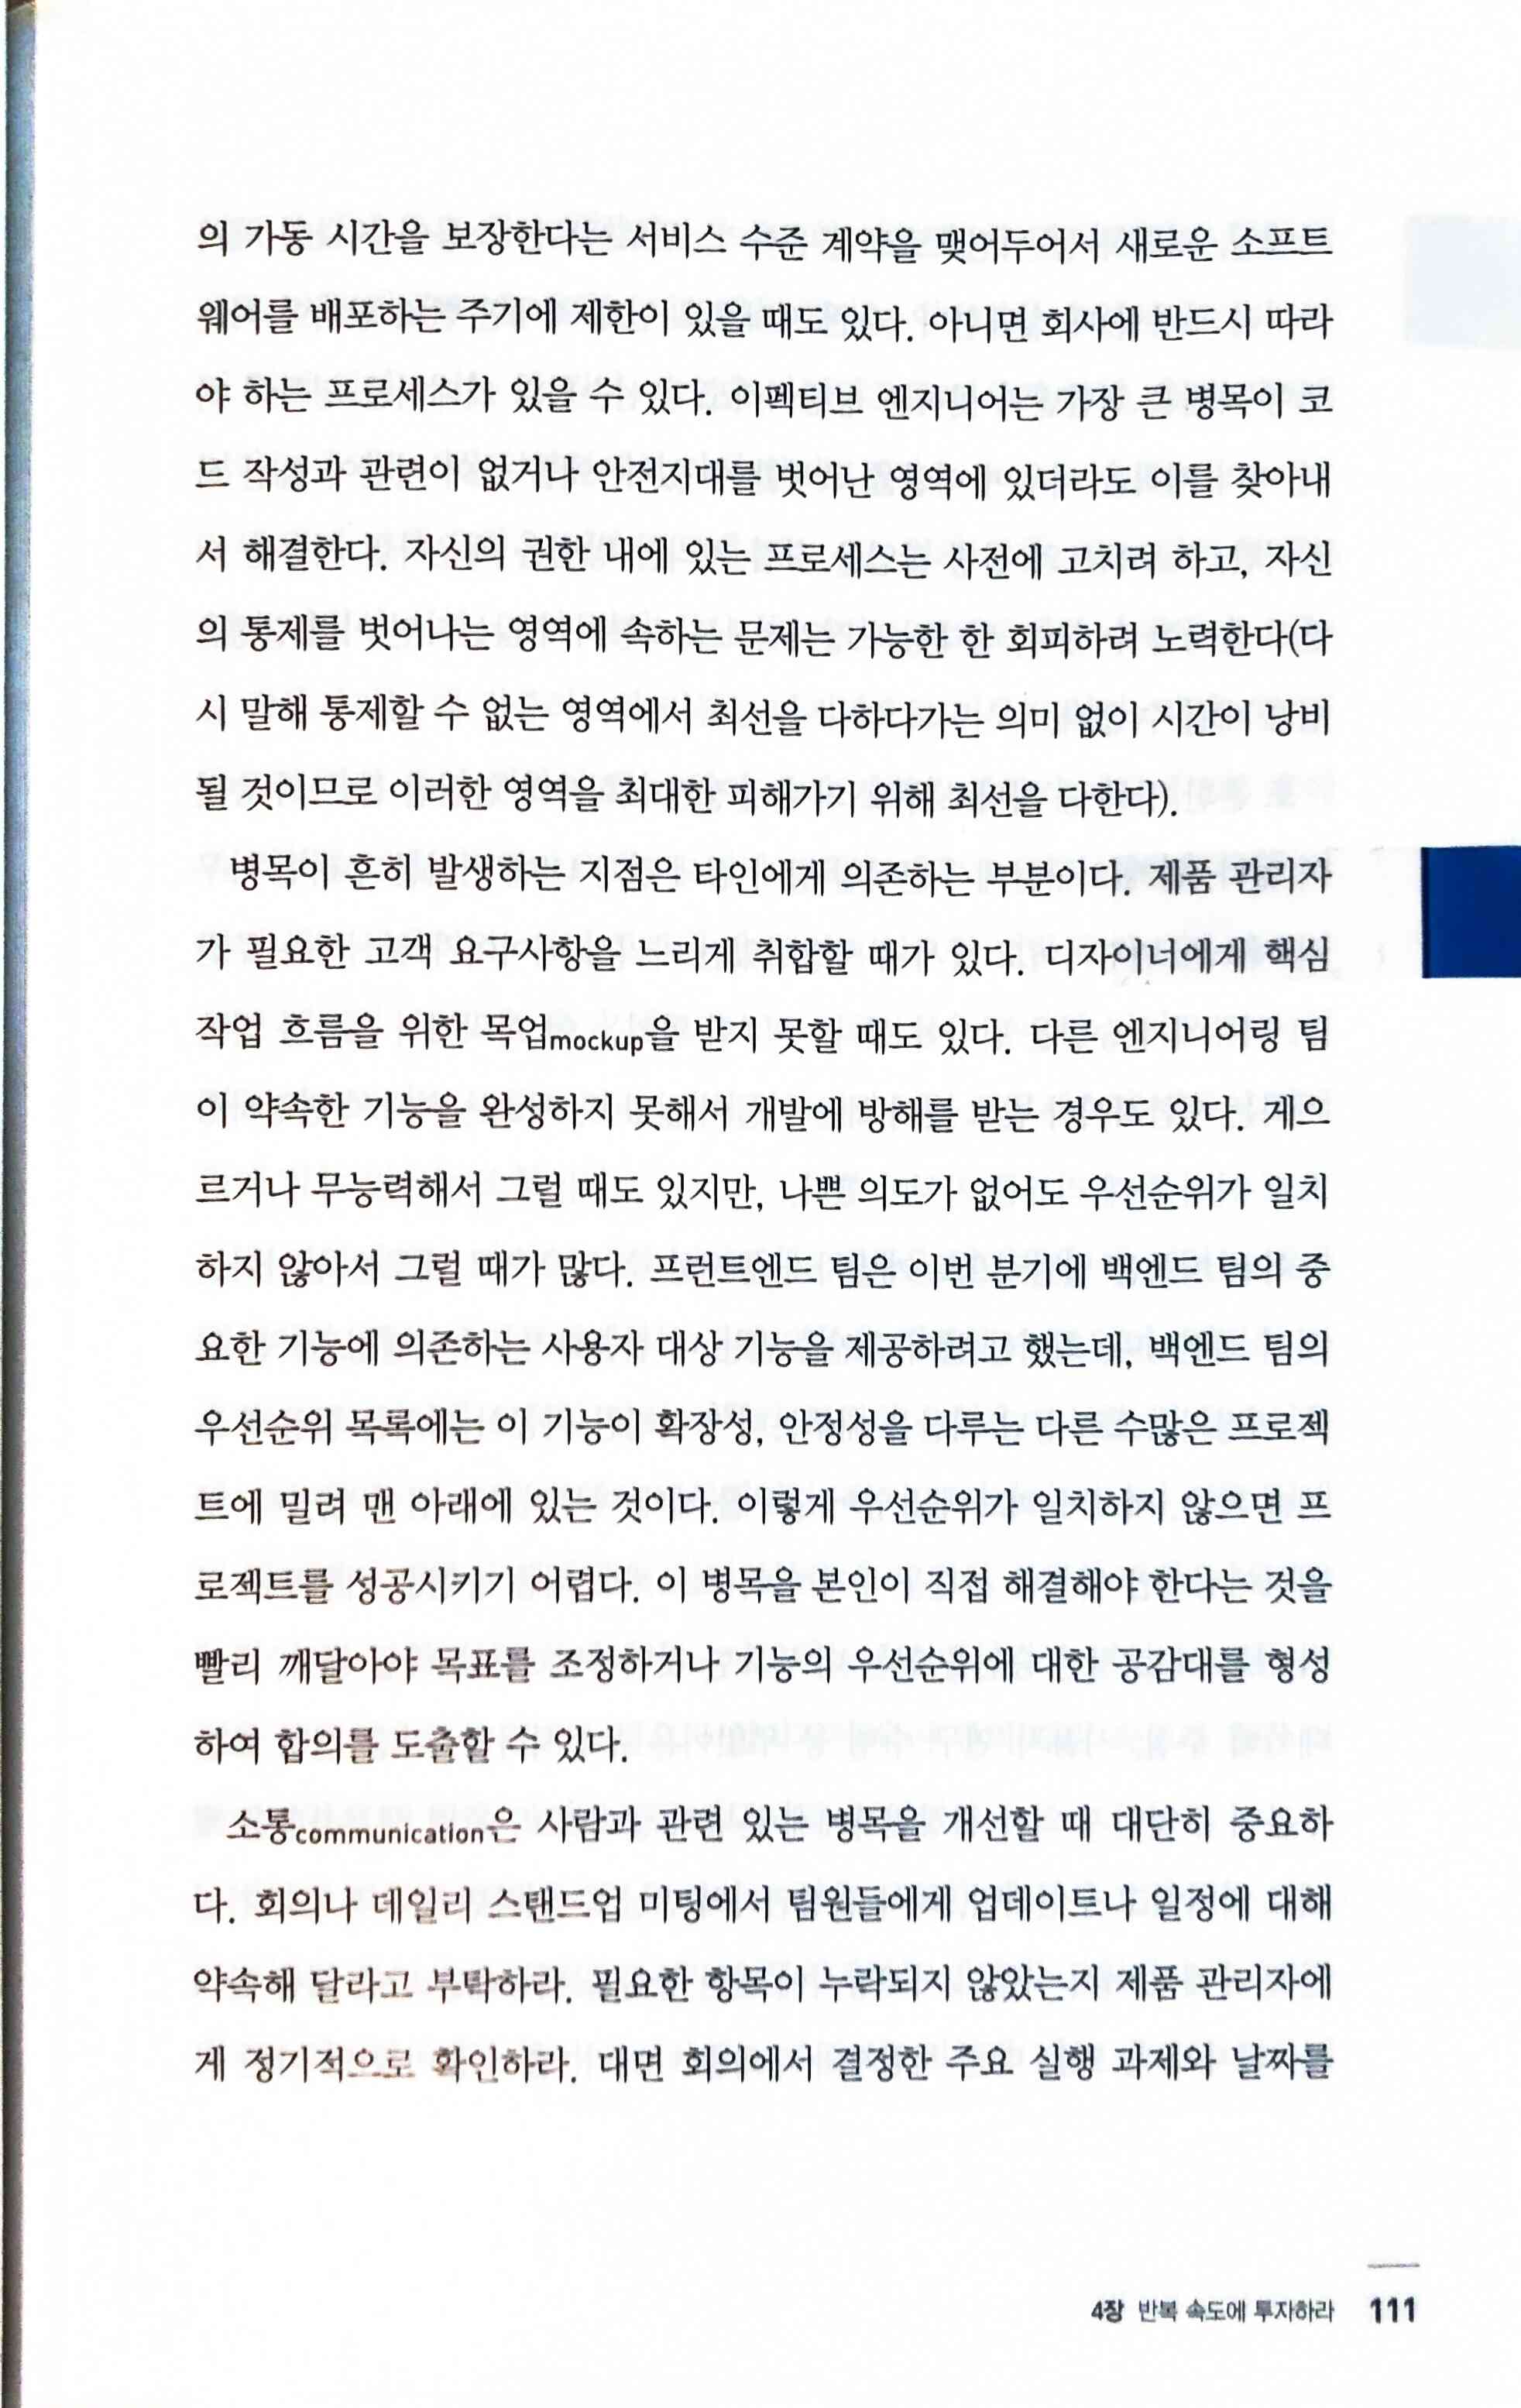 의 가동 시간을 보장한다는 서비스 수준 계약을 맺어두어서 새로운 소프트
웨어를 배포하는 주기에 제한이 있을 때도 있다. 아니면 회사에 반드시 따라
야 하는 프로세스가 있을 수 있다. 이펙티브 엔지니어는 가장 큰 병목이 코
드 작성과 관련이 없거나 안전지대를 벗어난 영역에 있더라도 이를 찾아내
서 해결한다. 자신의 권한 내에 있는 프로세스는 사전에 고치려 하고, 자신
의 통제를 벗어나는 영역에 속하는 문제는 가능한 한 회피하려 노력한다(다
시 말해 통제할 수 없는 영역에서 최선을 다하다가는 의미 없이 시간이 낭비
될 것이므로 이러한 영역을 최대한 피해가기 위해 최선을 다한다).
병목이 흔히 발생하는 지점은 타인에게 의존하는 부분이다. 제품 관리자
가 필요한 고객 요구사항을 느리게 취합할 때가 있다. 디자이너에게 핵심
작업 흐름을 위한 목업mockup을 받지 못할 때도 있다. 다른 엔지니어링 팀
이 약속한 기능을 완성하지 못해서 개발에 방해를 받는 경우도 있다. 게으
르거나 무능력해서 그럴 때도 있지만, 나쁜 의도가 없어도 우선순위가 일치
하지 않아서 그럴 때가 많다. 프런트엔드 팀은 이번 분기에 백엔드 팀의 중
요한 기능에 의존하는 사용자 대상 기능을 제공하려고 했는데, 백엔드 팀의
우선순위 목록에는 이 기능이 확장성, 안정성을 다루는 다른 수많은 프로젝
트에 밀려 맨 아래에 있는 것이다. 이렇게 우선순위가 일치하지 않으면 프
로젝트를 성공시키기 어렵다. 이 병목을 본인이 직접 해결해야 한다는 것을
빨리 깨달아야 목표를 조정하거나 기능의 우선순위에 대한 공감대를 형성
하여 합의를 도출할 수 있다.
소통communication은 사람과 관련 있는 병목을 개선할 때 대단히 중요하
다. 회의나 데일리 스탠드업 미팅에서 팀원들에게 업데이트나 일정에 대해
약속해 달라고 부탁하라. 필요한 항목이 누락되지 않았는지 제품 관리자에
게 정기적으로 확인하라. 대면 회의에서 결정한 주요 실행 과제와 날짜를
4장 반복 속도에 투자하라 111